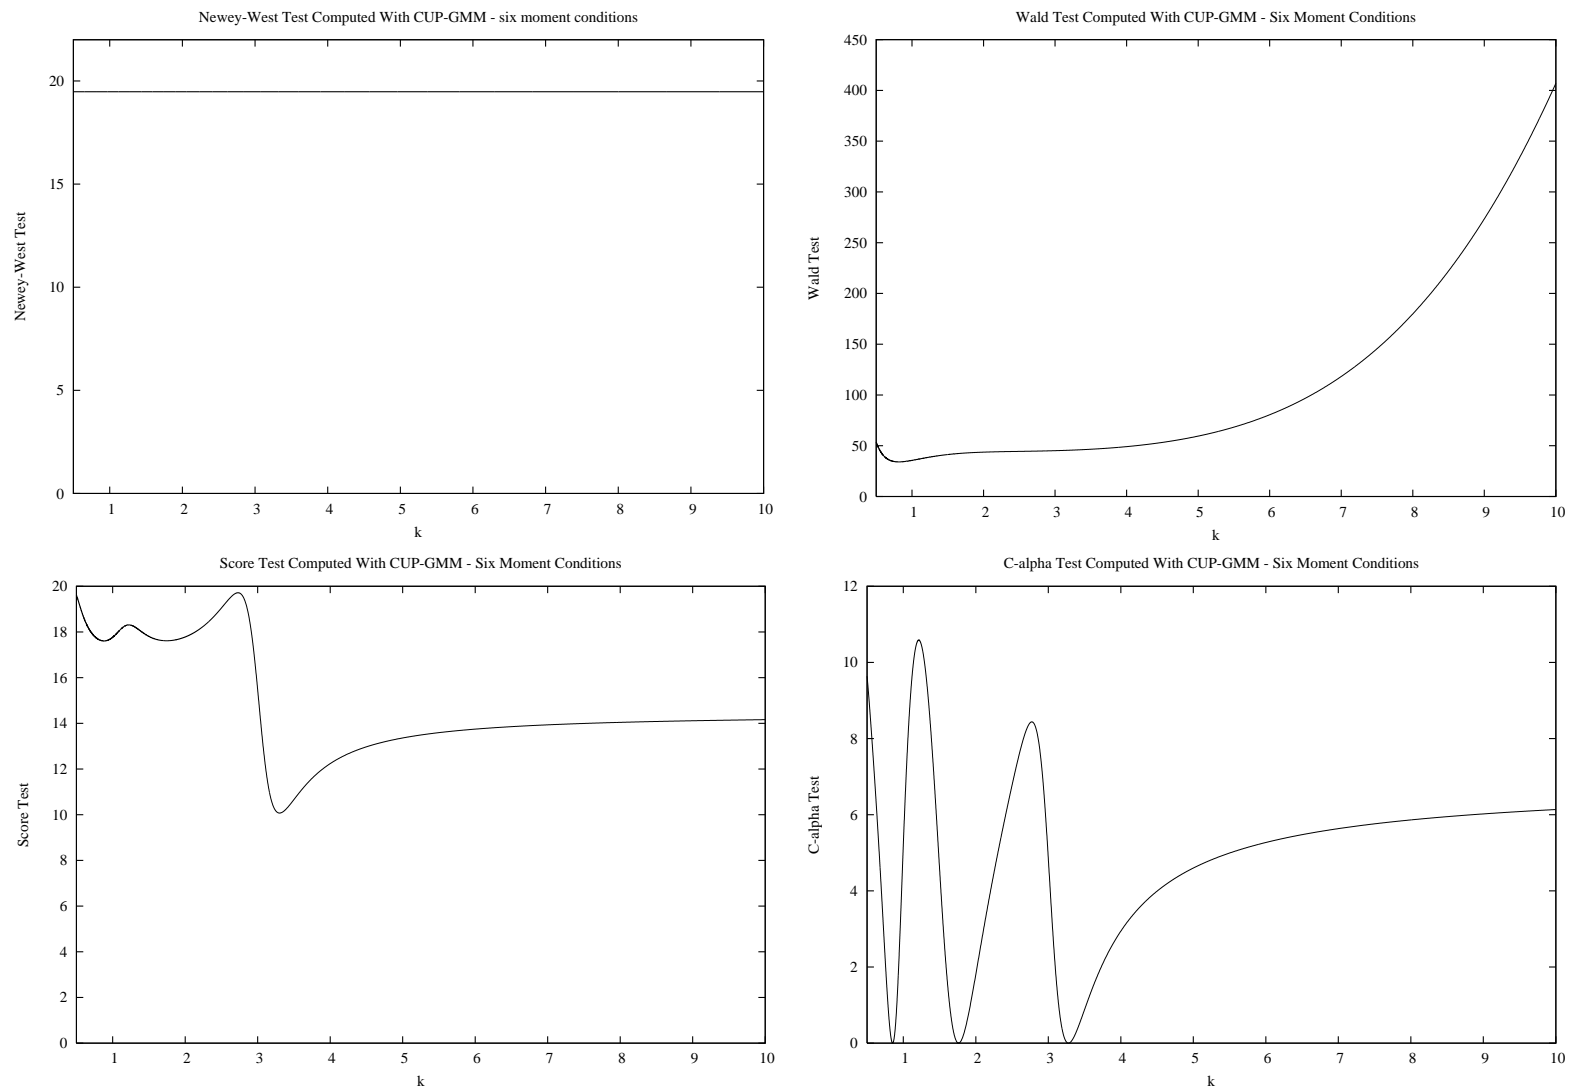 Newey-West Test Computed With CUP-GMM - six moment conditions
20
15
10
5
0
Newey-West Test
1 2 3 4 5 6 7 8 9 10
k
Wald Test Computed With CUP-GMM - Six Moment Conditions
450
400
350
300
250
200
150
100
50
0
Wald Test
1 2 3 4 5 6 7 8 9 10
k
Score Test Computed With CUP-GMM - Six Moment Conditions
20
18
16
14
12
10
8
6
4
2
0
Score Test
1 2 3 4 5 6 7 8 9 10
k
C-alpha Test Computed With CUP-GMM - Six Moment Conditions
12
10
8
6
4
2
0
C-alpha Test
1 2 3 4 5 6 7 8 9 10
k